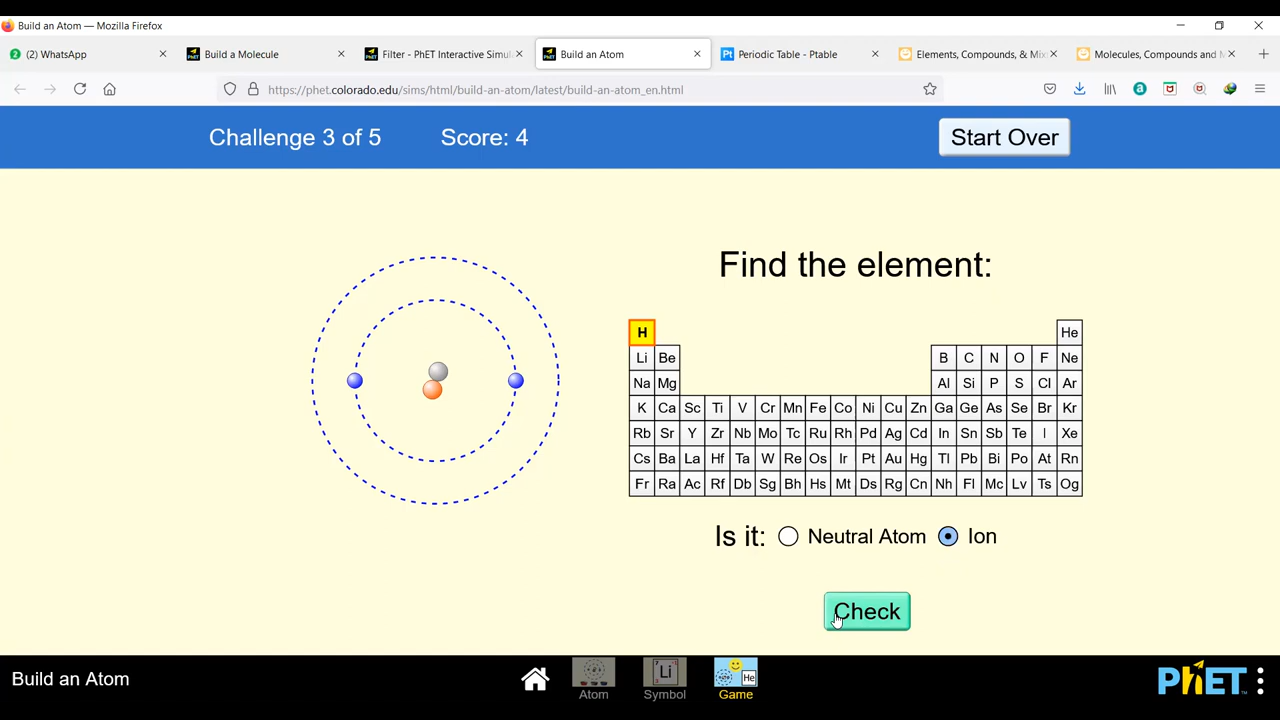 Build an Atom — Mozilla Firefox
(2) WhatsApp
Build a Molecule
Filter - PhET Interactive Simul
Build an Atom
Pt Periodic Table - Ptable
Elements, Compounds, & Mix
Molecules, Compounds and M
https://phet.colorado.edu/sims/html/build-an-atom/latest/build-an-atom_en.html
Challenge 3 of 5 Score: 4 Start Over
Find the element:
H He
Li Be B C N O F Ne
Na Mg Al Si P S Cl Ar
K Ca Sc Ti V Cr Mn Fe Co Ni Cu Zn Ga Ge As Se Br Kr
Rb Sr Y Zr Nb Mo Tc Ru Rh Pd Ag Cd In Sn Sb Te I Xe
Cs Ba La Hf Ta W Re Os Ir Pt Au Hg Tl Pb Bi Po At Rn
Fr Ra Ac Rf Db Sg Bh Hs Mt Ds Rg Cn Nh Fl Mc Lv Ts Og
Is it: Neutral Atom Ion
Check
Build an Atom
Atom
Li
Symbol
He
Game
PhET